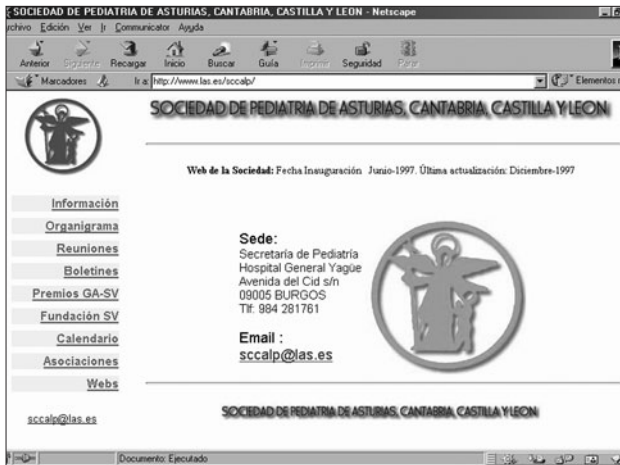 SOCIEDAD DE PEDIATRIA DE ASTURIAS, CANTABRIA, CASTILLA Y LEON - Netscape
rchivo Edición Ver Ir Communicator Ayuda
Anterior Siguiente Recargar Inicio Buscar Guía Imprimir Seguridad Parar
Marcadores Ir a: http://www.las.es/sccalp/ Elementos
SOCIEDAD DE PEDIATRIA DE ASTURIAS, CANTABRIA, CASTILLA Y LEON
Web de la Sociedad: Fecha Inauguración Junio-1997. Última actualización: Diciembre-1997
Información
Organigrama
Reuniones
Boletines
Premios GA-SV
Fundación SV
Calendario
Asociaciones
Webs
sccalp@las.es
Sede:
Secretaría de Pediatría
Hospital General Yagüe
Avenida del Cid s/n
09005 BURGOS
Tlf: 984 281761
Email :
sccalp@las.es
SOCIEDAD DE PEDIATRIA DE ASTURIAS, CANTABRIA, CASTILLA Y LEON
Documento: Ejecutado